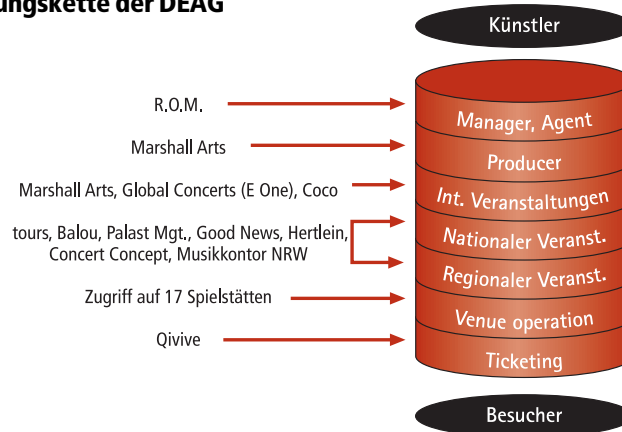 ungskette der DEAG
Künstler
R.O.M.
Manager, Agent
Marshall Arts
Producer
Marshall Arts, Global Concerts (E One), Coco
Int. Veranstaltungen
tours, Balou, Palast Mgt., Good News, Hertlein,
Concert Concept, Musikkontor NRW
Nationaler Veranst.
Regionaler Veranst.
Zugriff auf 17 Spielstätten
Venue operation
Qivive
Ticketing
Besucher